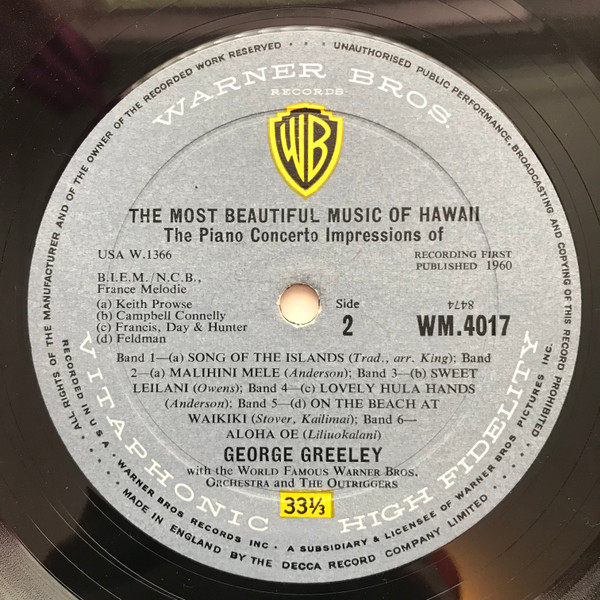 ALL RIGHTS OF THE MANUFACTURER AND OF THE OWNER OF THE RECORDED WORK RESERVED · · · UNAUTHORISED PUBLIC PERFORMANCE, BROADCASTING AND COPYING OF THIS RECORD PROHIBITED
WARNER BROS
RECORDS
WB
THE MOST BEAUTIFUL MUSIC OF HAWAII
The Piano Concerto Impressions of
USA W.1366
RECORDING FIRST
PUBLISHED 1960
B.I.E.M./N.C.B.,
France Melodie
(a) Keith Prowse
(b) Campbell Connelly
(c) Francis, Day & Hunter
(d) Feldman
Side
2
8474
WM.4017
Band 1—(a) SONG OF THE ISLANDS (Trad., arr. King); Band
2—(a) MALIHINI MELE (Anderson); Band 3—(b) SWEET
LEILANI (Owens); Band 4—(c) LOVELY HULA HANDS
(Anderson); Band 5—(d) ON THE BEACH AT
WAIKIKI (Stover, Kailimai); Band 6—
ALOHA OE (Liliuokalani)
GEORGE GREELEY
with the WORLD FAMOUS WARNER BROS.
ORCHESTRA and THE OUTRIGGERS
33⅓
VITAPHONIC HIGH FIDELITY
RECORDED IN U.S.A · WARNER BROS RECORDS INC · A SUBSIDIARY & LICENSEE OF WARNER BROS PICTURES INC.
MADE IN ENGLAND BY THE DECCA RECORD COMPANY LIMITED